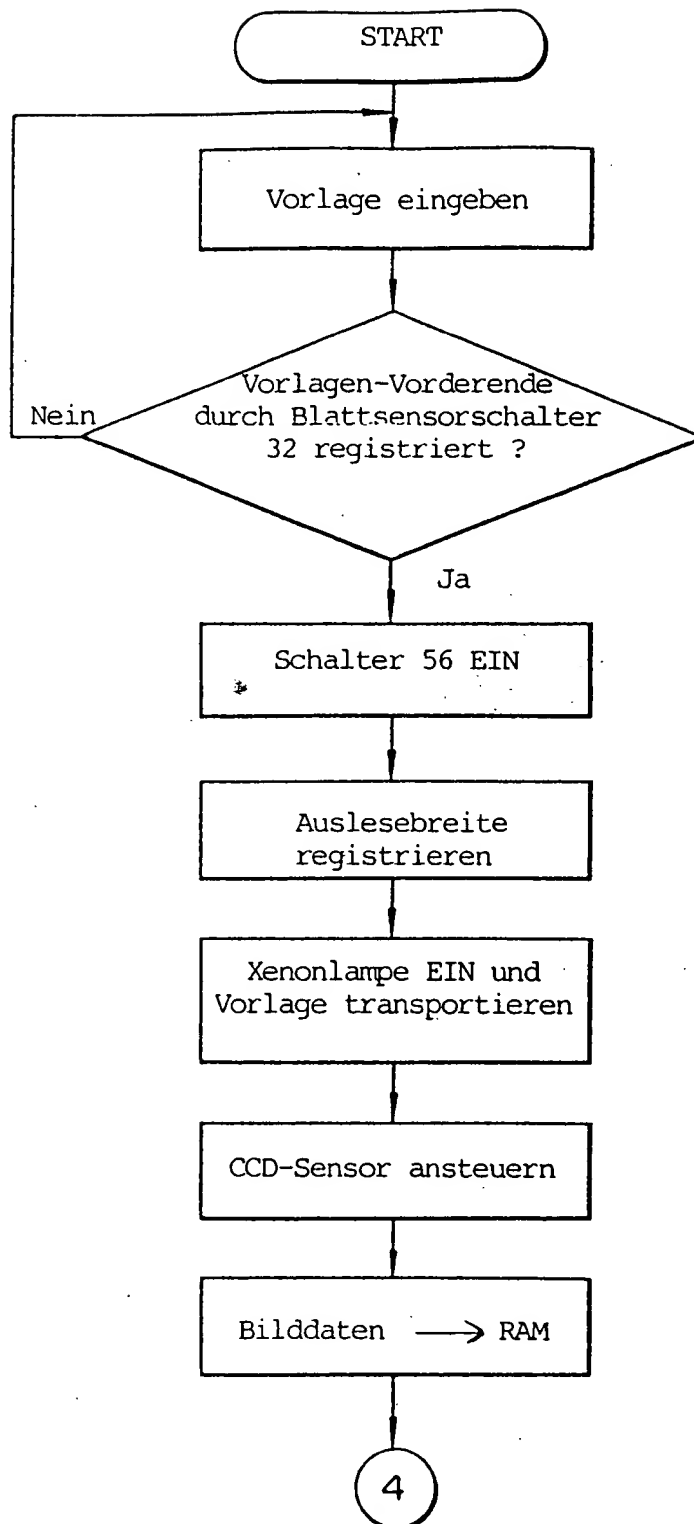 START
Vorlage eingeben
Vorlagen-Vorderende
durch Blattsensorschalter
32 registriert ?
Nein
Ja
Schalter 56 EIN
Auslesebreite
registrieren
Xenonlampe EIN und
Vorlage transportieren
CCD-Sensor ansteuern
Bilddaten → RAM
4